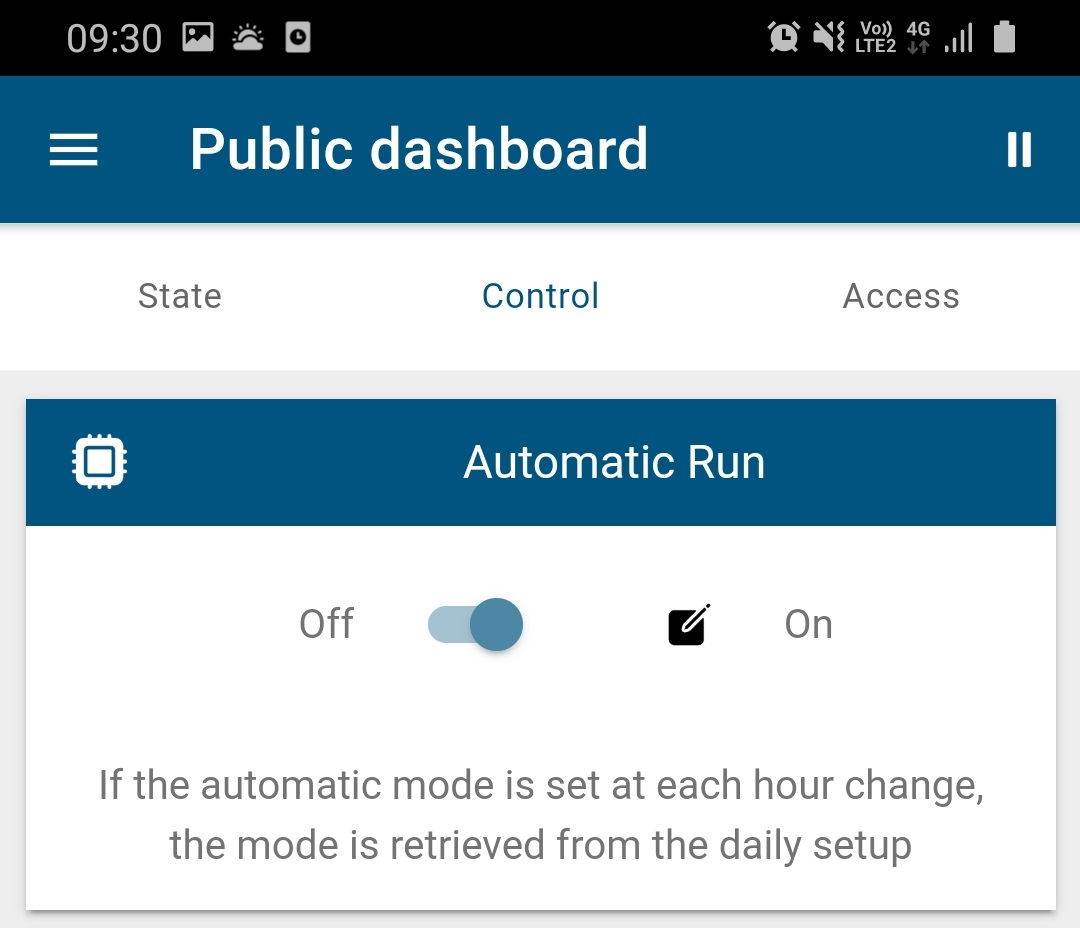 09:30 Vo)) LTE2 4G
Public dashboard
State Control Access
Automatic Run
Off On
If the automatic mode is set at each hour change,
the mode is retrieved from the daily setup